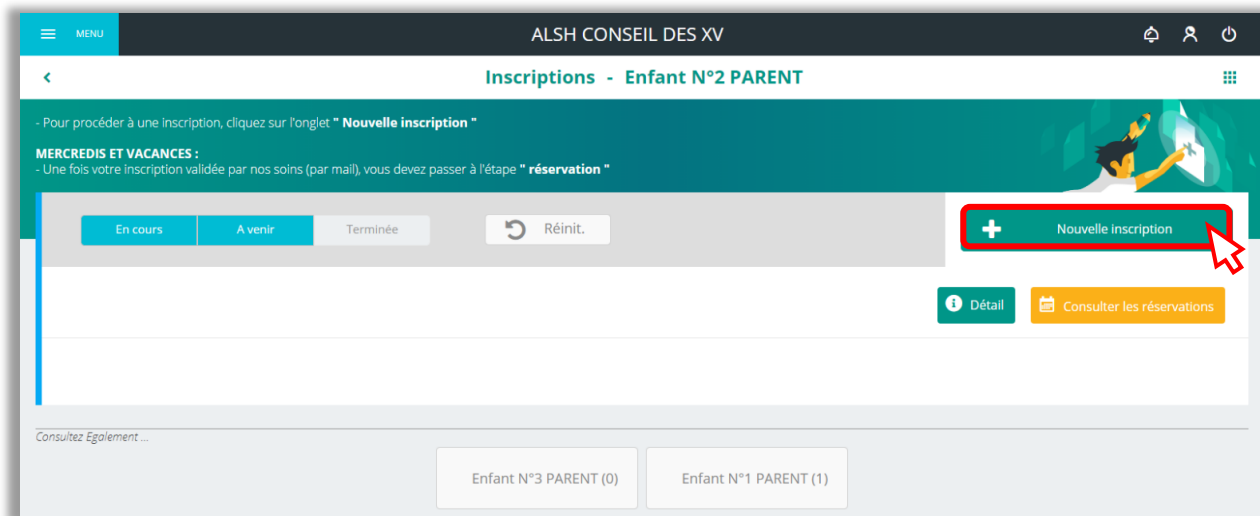 MENU
ALSH CONSEIL DES XV
Inscriptions - Enfant N°2 PARENT
- Pour procéder à une inscription, cliquez sur l'onglet " Nouvelle inscription "
MERCREDIS ET VACANCES :
- Une fois votre inscription validée par nos soins (par mail), vous devez passer à l'étape " réservation "
En cours
A venir
Terminée
Réinit.
Nouvelle inscription
Détail
Consulter les réservations
Consultez Egalement ...
Enfant N°3 PARENT (0)
Enfant N°1 PARENT (1)